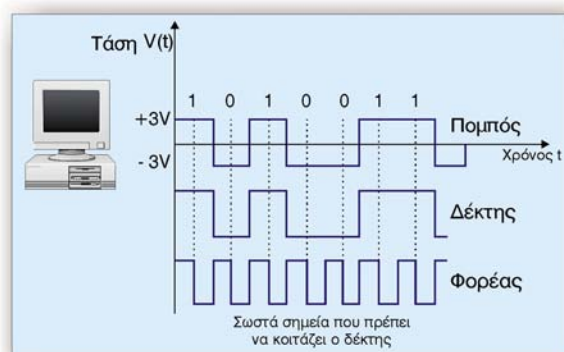 Τάση V(t)
1 0 1 0 0 1 1
+3V
Πομπός
- 3V
Χρόνος t
Δέκτης
Φορέας
Σωστά σημεία που πρέπει
να κοιτάζει ο δέκτης